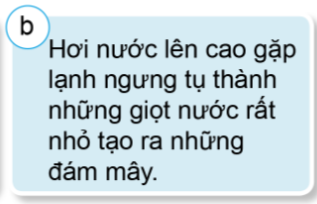 b
Hơi nước lên cao gặp
lạnh ngưng tụ thành
những giọt nước rất
nhỏ tạo ra những
đám mây.